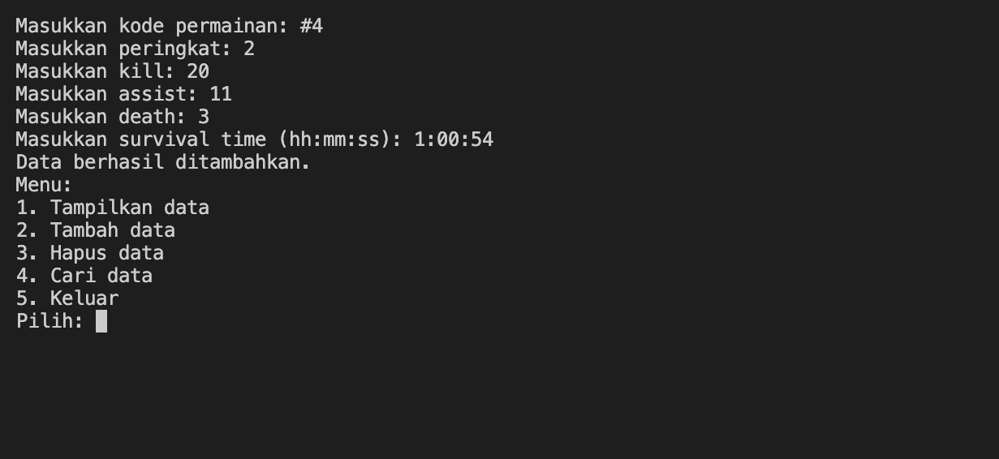 Masukkan kode permainan: #4
Masukkan peringkat: 2
Masukkan kill: 20
Masukkan assist: 11
Masukkan death: 3
Masukkan survival time (hh:mm:ss): 1:00:54
Data berhasil ditambahkan.
Menu:
1. Tampilkan data
2. Tambah data
3. Hapus data
4. Cari data
5. Keluar
Pilih: